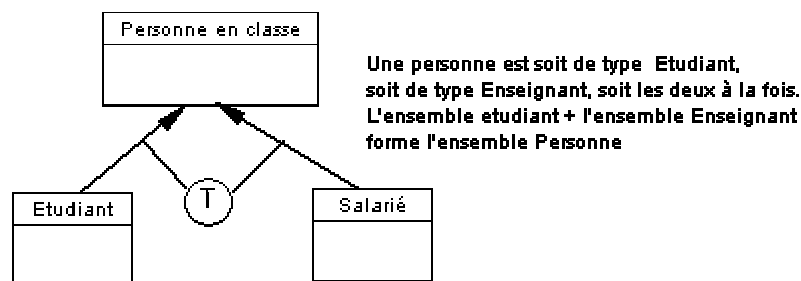 Personne en classe
Une personne est soit de type Etudiant,
soit de type Enseignant, soit les deux à la fois.
L'ensemble etudiant + l'ensemble Enseignant
forme l'ensemble Personne
Etudiant
T
Salarié